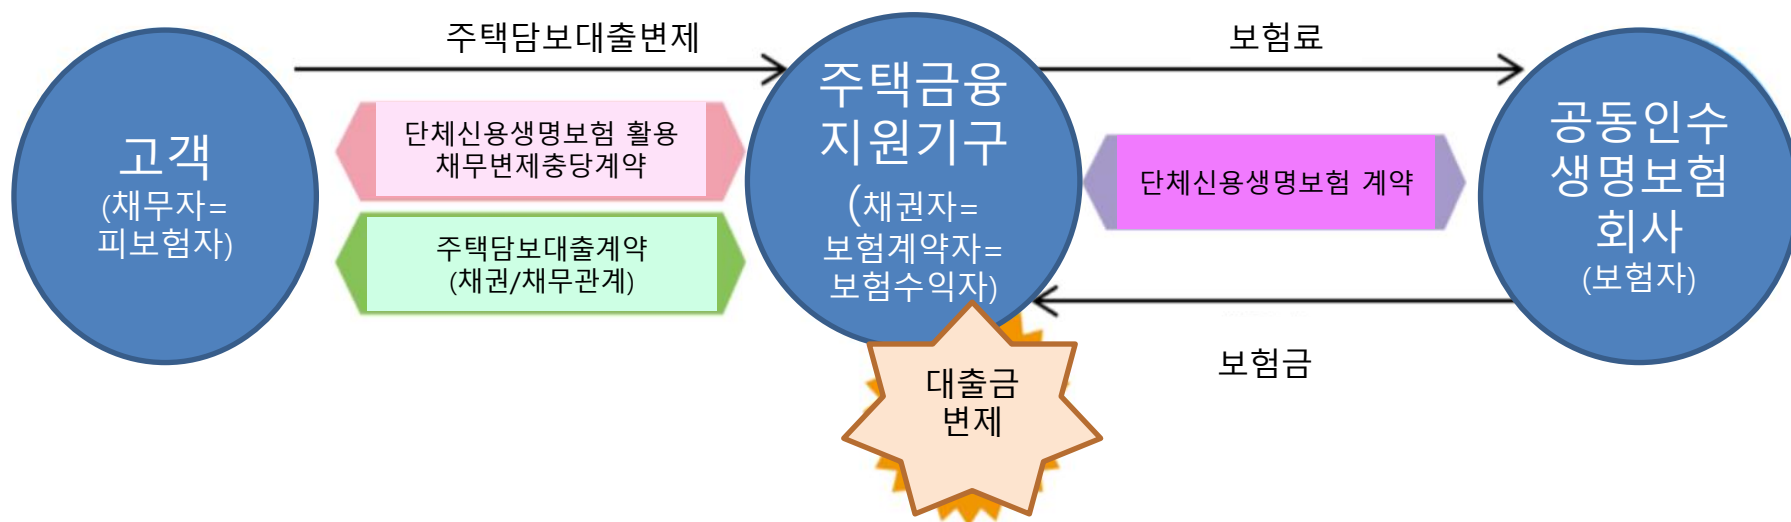 주택담보대출변제
보험료
고객
(채무자=
피보험자)
단체신용생명보험 활용
채무변제충당계약
주택담보대출계약
(채권/채무관계)
주택금융
지원기구
(채권자=
보험계약자=
보험수익자)
단체신용생명보험 계약
공동인수
생명보험
회사
(보험자)
보험금
대출금
변제